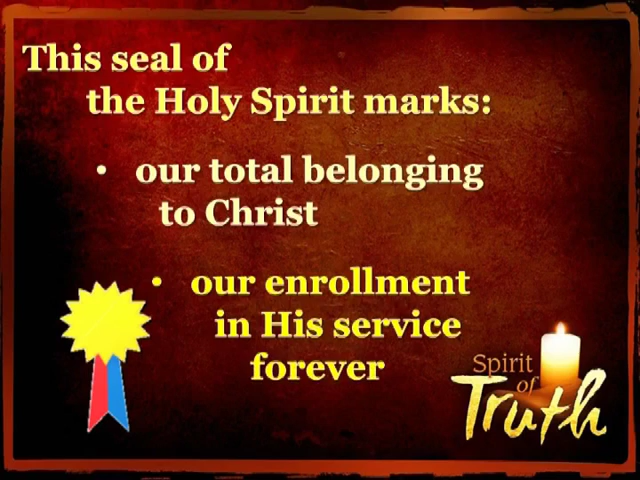 This seal of
the Holy Spirit marks:
• our total belonging
to Christ
• our enrollment
in His service
forever
Spirit
of
Truth